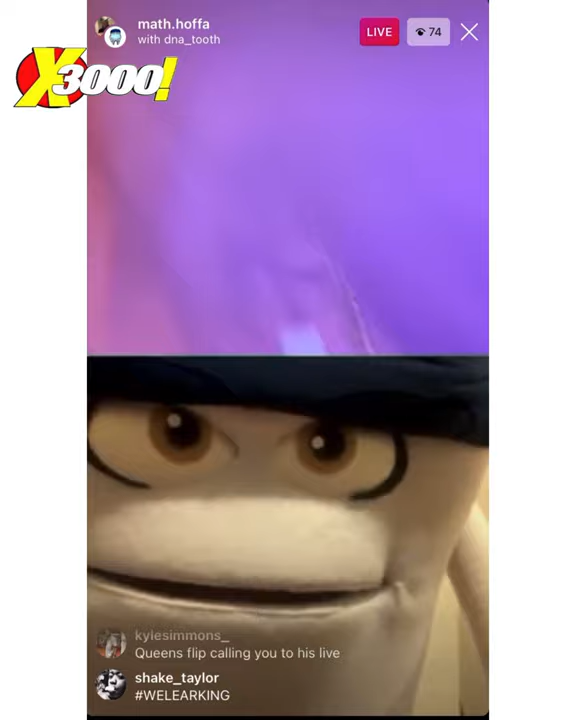 math.hoffa
with dna_tooth
LIVE
74
X3000!
kylesimmons_
Queens flip calling you to his live
shake_taylor
#WELEARKING